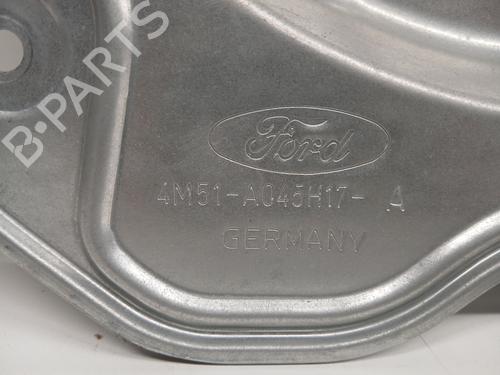 B-PARTS
Ford
4M51-A045H17- A
GERMANY